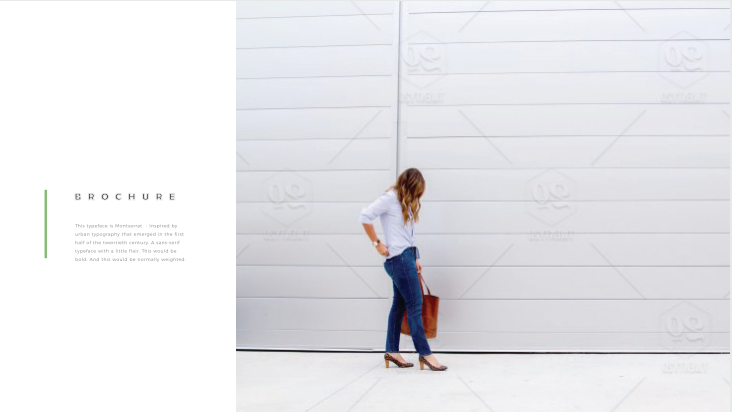 BROCHURE
This typeface is Montserrat - inspired by
urban typography that emerged in the first
half of the twentieth century. A sans-serif
typeface with a little flair. This would be
bold. And this would be normally weighted.